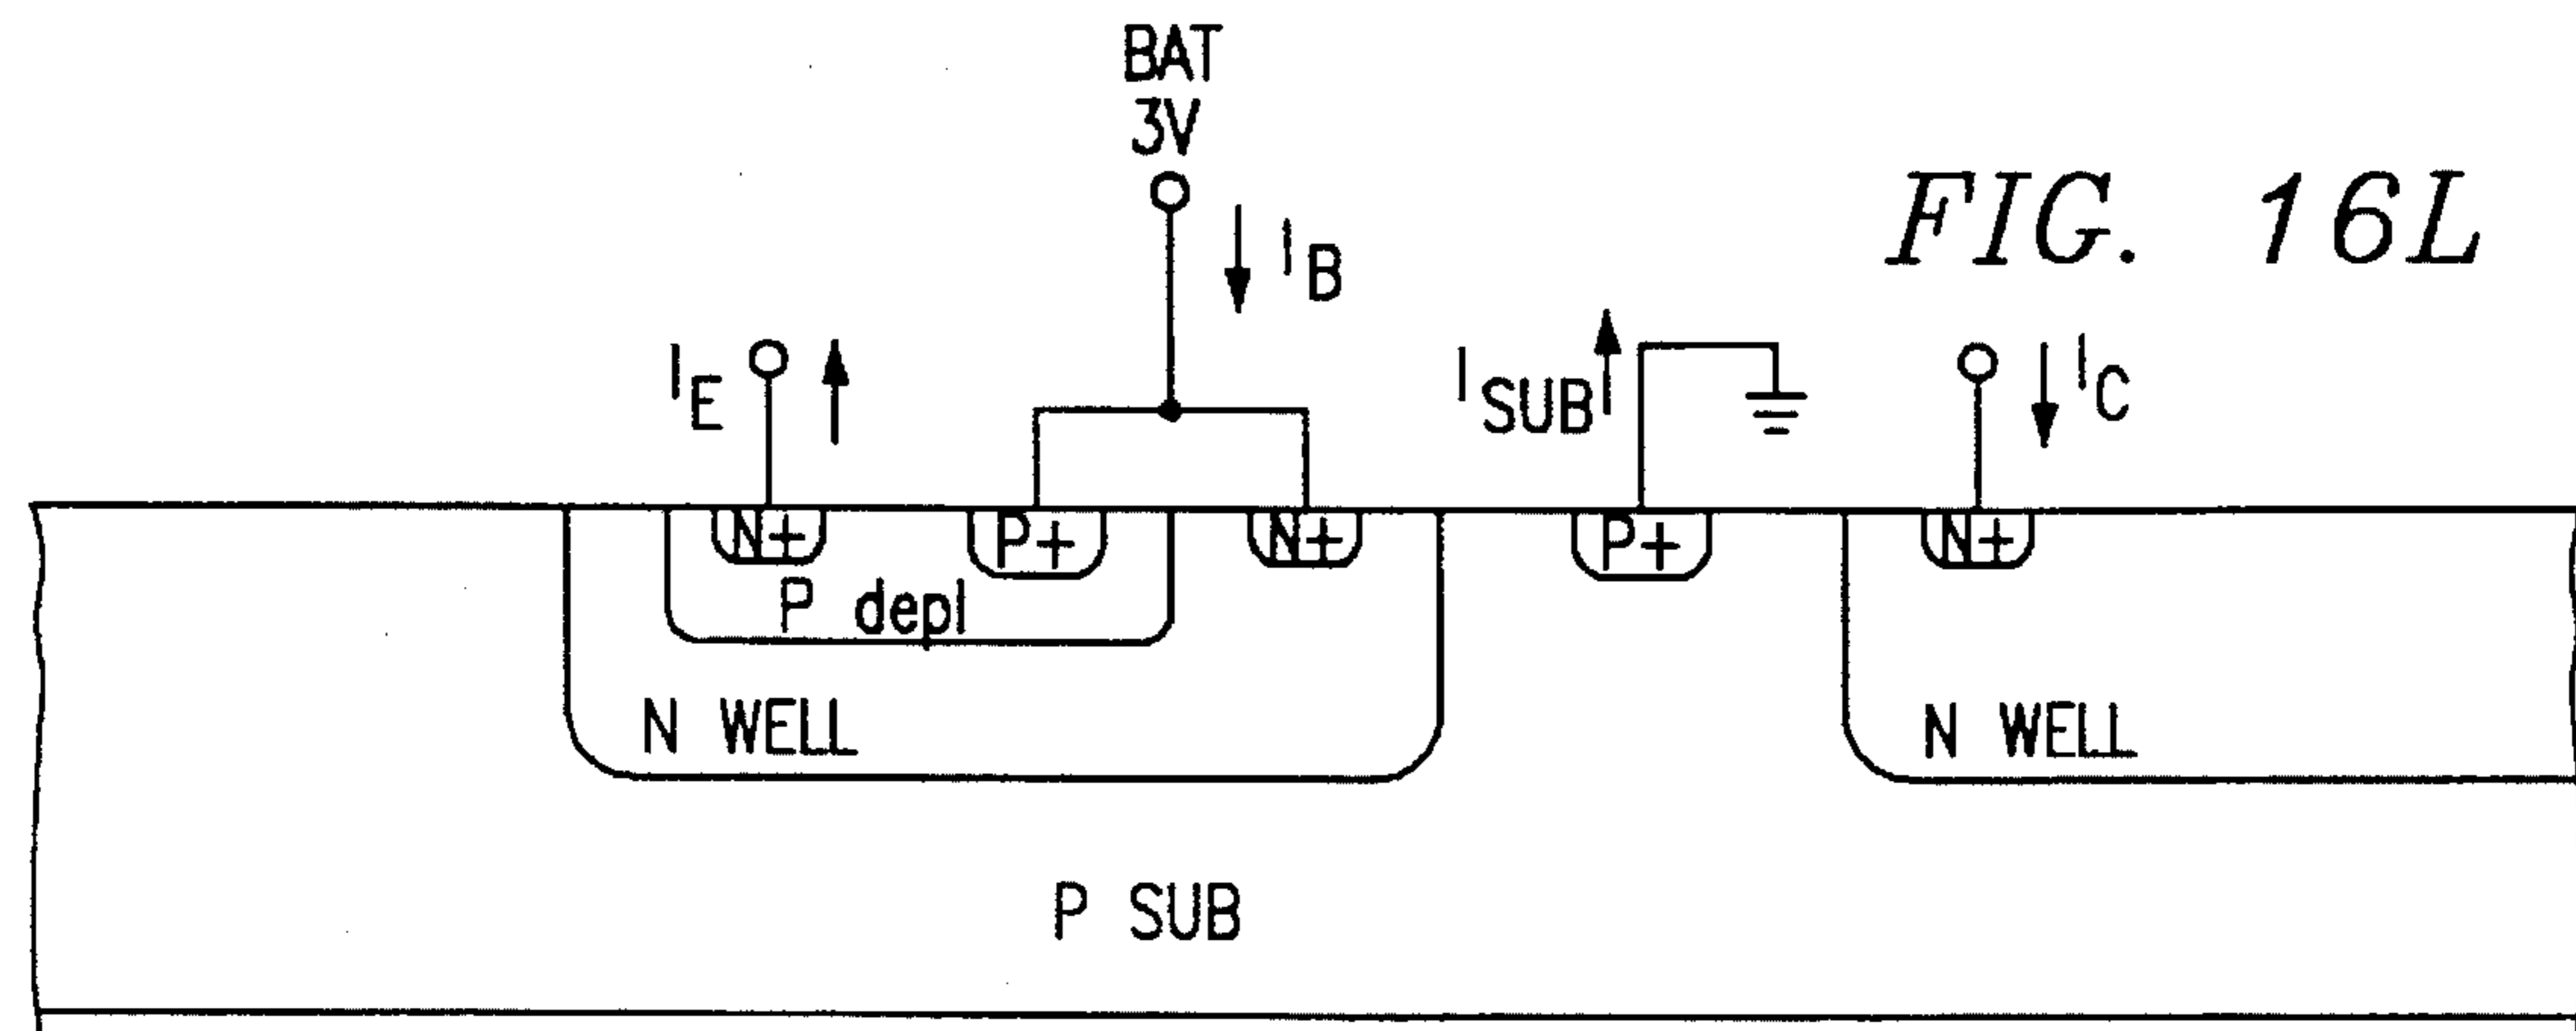 BAT
3V
FIG. 16L
I_B
I_E
I_SUB
I_C
N+
P+
N+
P+
N+
P depl
N WELL
N WELL
P SUB